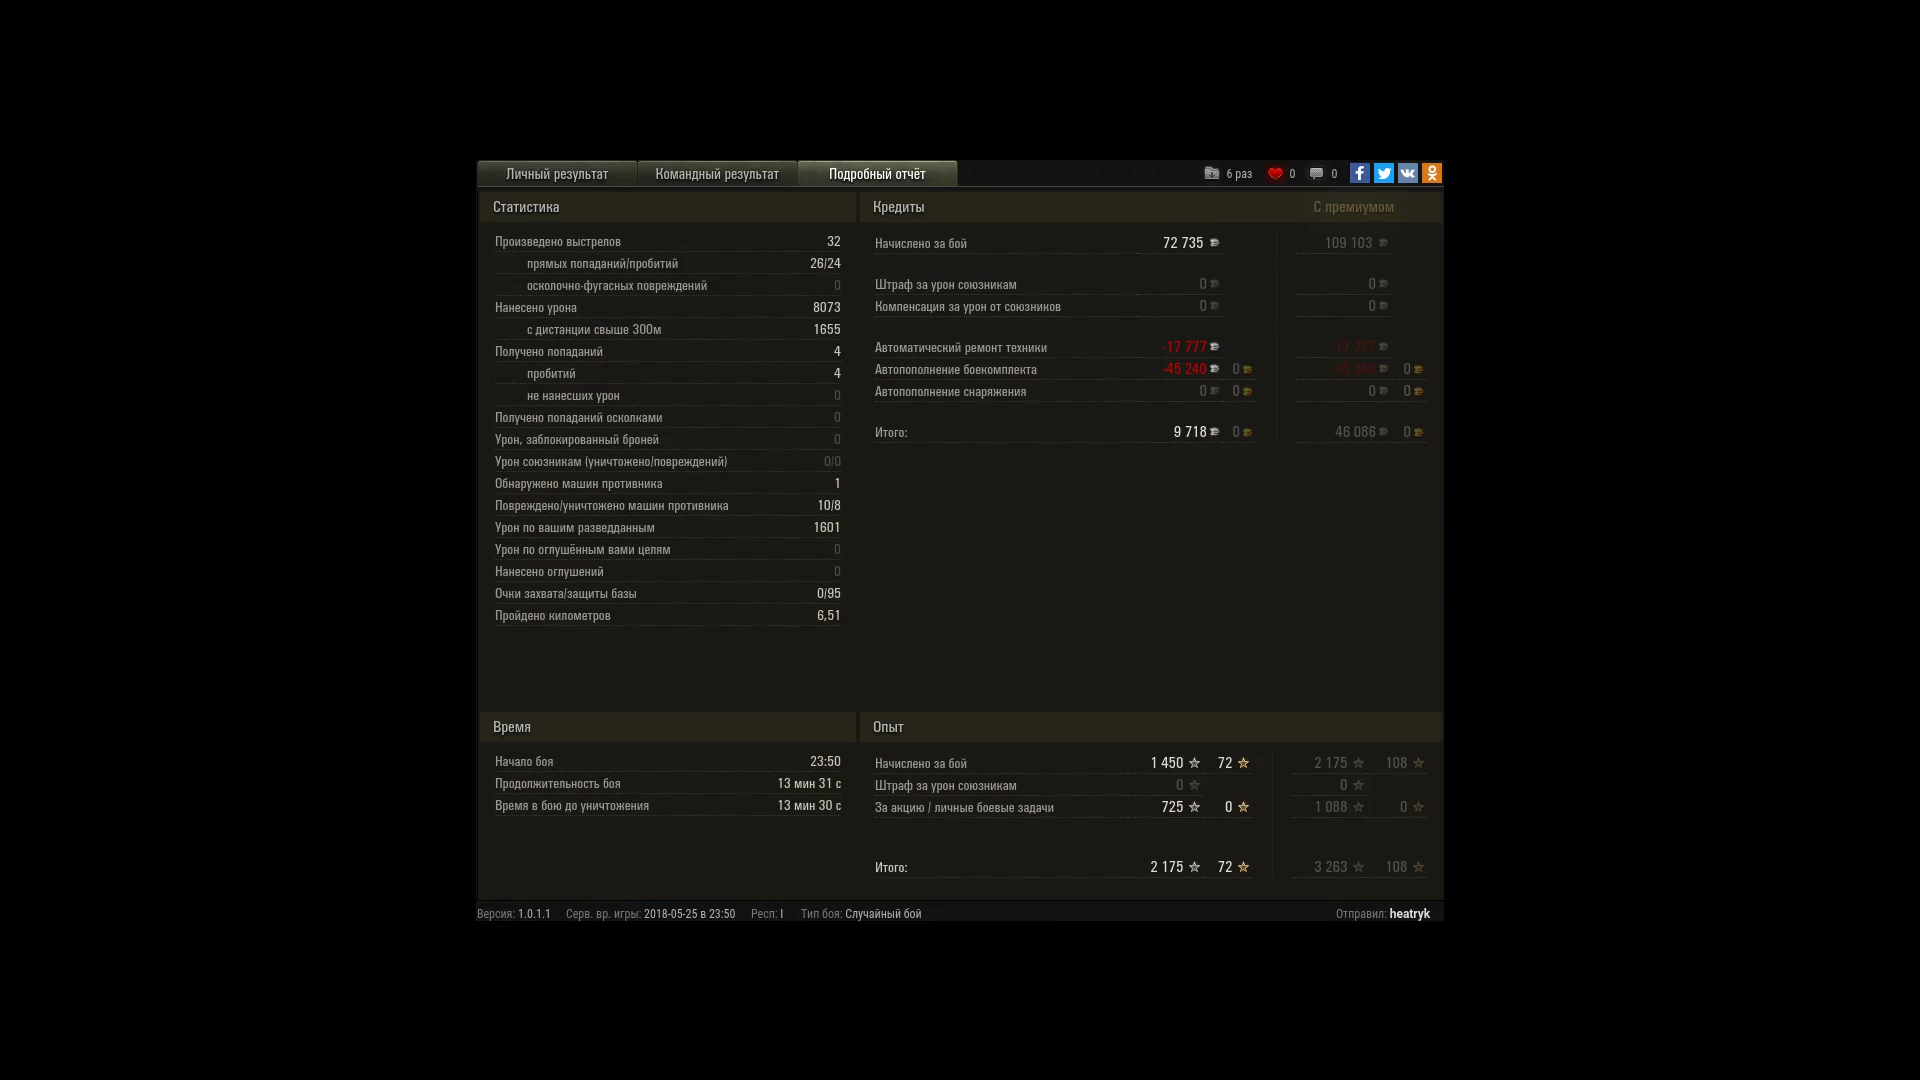 Личный результат Командный результат Подробный отчёт 6 раз 0 0
Статистика
Произведено выстрелов 32
прямых попаданий/пробитий 26/24
осколочно-фугасных повреждений 0
Нанесено урона 8073
с дистанции свыше 300м 1655
Получено попаданий 4
пробитий 4
не нанесших урон 0
Получено попаданий осколками 0
Урон, заблокированный броней 0
Урон союзникам (уничтожено/повреждений) 0/0
Обнаружено машин противника 1
Повреждено/уничтожено машин противника 10/8
Урон по вашим разведданным 1601
Урон по оглушённым вами целям 0
Нанесено оглушений 0
Очки захвата/защиты базы 0/95
Пройдено километров 6,51
Кредиты С премиумом
Начислено за бой 72 735 109 103
Штраф за урон союзникам 0 0
Компенсация за урон от союзников 0 0
Автоматический ремонт техники -17 777 -17 777
Автопополнение боекомплекта -45 240 0 -45 240 0
Автопополнение снаряжения 0 0 0 0
Итого: 9 718 0 46 086 0
Время
Начало боя 23:50
Продолжительность боя 13 мин 31 с
Время в бою до уничтожения 13 мин 30 с
Опыт
Начислено за бой 1 450 72 2 175 108
Штраф за урон союзникам 0 0
За акцию / личные боевые задачи 725 0 1 088 0
Итого: 2 175 72 3 263 108
Версия: 1.0.1.1 Серв. вр. игры: 2018-05-25 в 23:50 Респ: I Тип боя: Случайный бой Отправил: heatryk